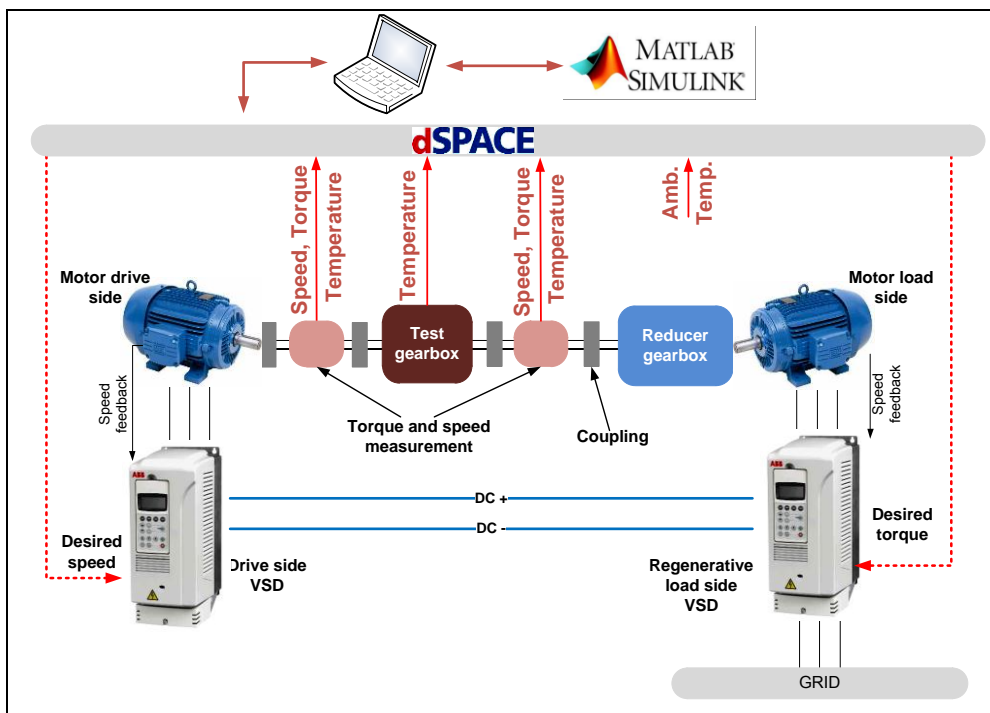 MATLAB
SIMULINK
dSPACE
Speed, Torque
Temperature
Temperature
Speed, Torque
Temperature
Amb.
Temp.
Motor drive
side
Motor load
side
Test
gearbox
Reducer
gearbox
Speed
feedback
Torque and speed
measurement
Coupling
Speed
feedback
ABB
ABB
DC +
DC -
Desired
speed
Drive side
VSD
Regenerative
load side
VSD
Desired
torque
GRID